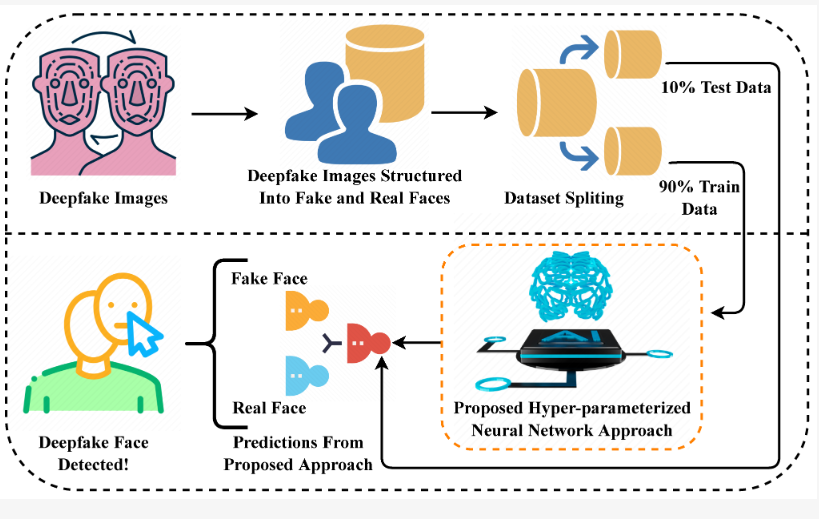 Deepfake Images
Deepfake Images Structured
Into Fake and Real Faces
Dataset Spliting
10% Test Data
90% Train
Data
Fake Face
Real Face
Predictions From
Proposed Approach
Deepfake Face
Detected!
AI
Proposed Hyper-parameterized
Neural Network Approach